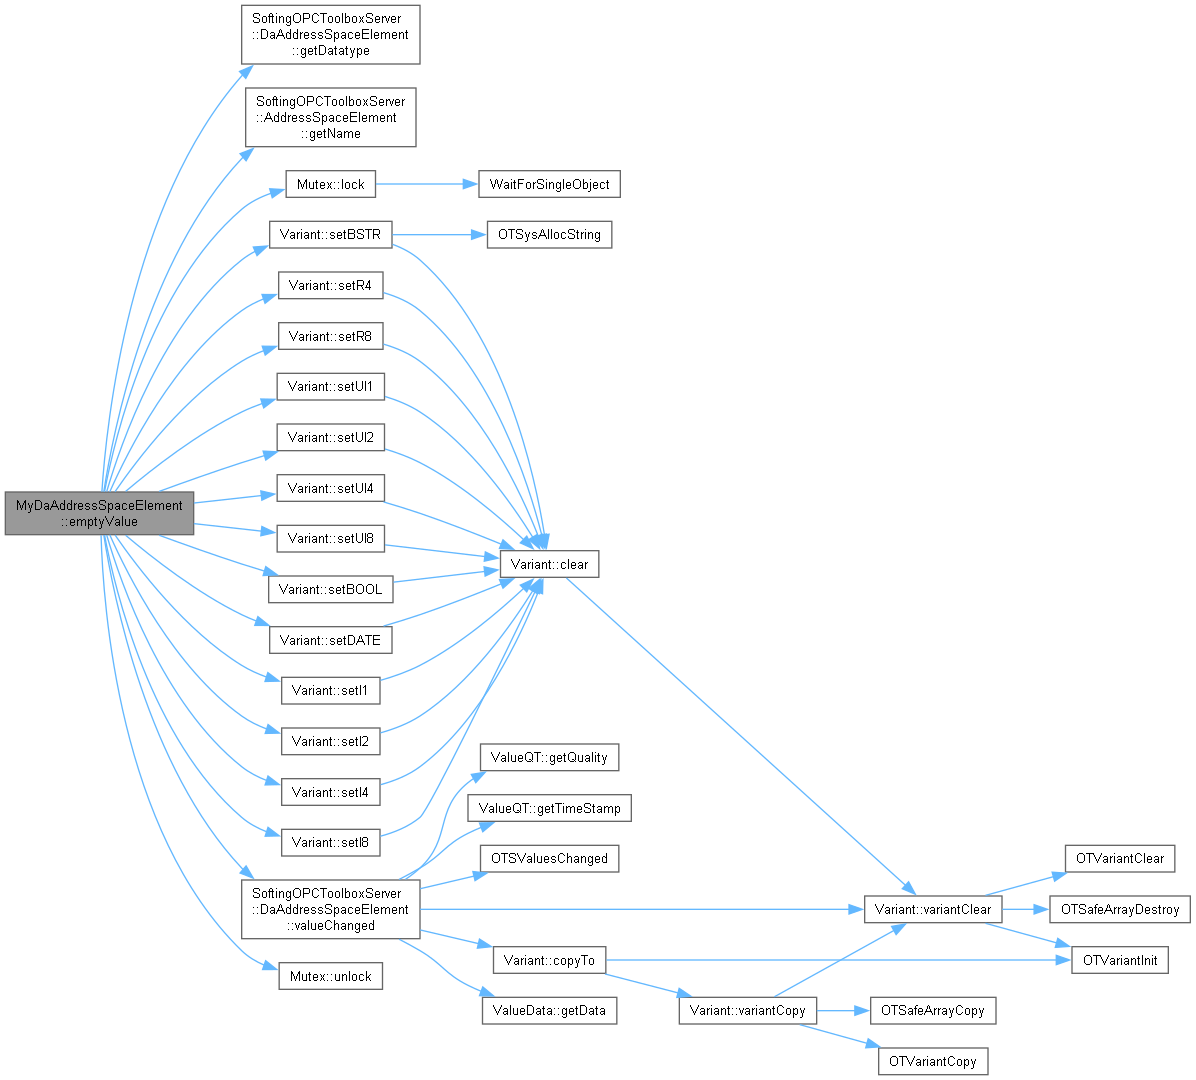 SoftingOPCToolboxServer
::DaAddressSpaceElement
::getDatatype
SoftingOPCToolboxServer
::AddressSpaceElement
::getName
Mutex::lock
WaitForSingleObject
Variant::setBSTR
OTSysAllocString
Variant::setR4
Variant::setR8
Variant::setUI1
Variant::setUI2
Variant::setUI4
MyDaAddressSpaceElement
::emptyValue
Variant::setUI8
Variant::clear
Variant::setBOOL
Variant::setDATE
Variant::setI1
Variant::setI2
ValueQT::getQuality
Variant::setI4
ValueQT::getTimeStamp
Variant::setI8
OTSValuesChanged
OTVariantClear
SoftingOPCToolboxServer
::DaAddressSpaceElement
::valueChanged
Variant::variantClear
OTSafeArrayDestroy
Variant::copyTo
OTVariantInit
Mutex::unlock
ValueData::getData
Variant::variantCopy
OTSafeArrayCopy
OTVariantCopy